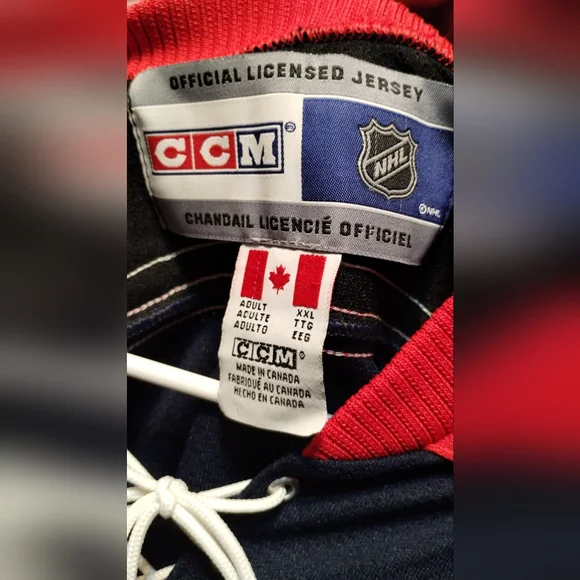 OFFICIAL LICENSED JERSEY
CCM® NHL
©NHL
CHANDAIL LICENCIÉ OFFICIEL
ADULT XXL
ADULTE TTG
ADULTO EEG
CCM®
MADE IN CANADA
FABRIQUÉ AU CANADA
HECHO EN CANADA